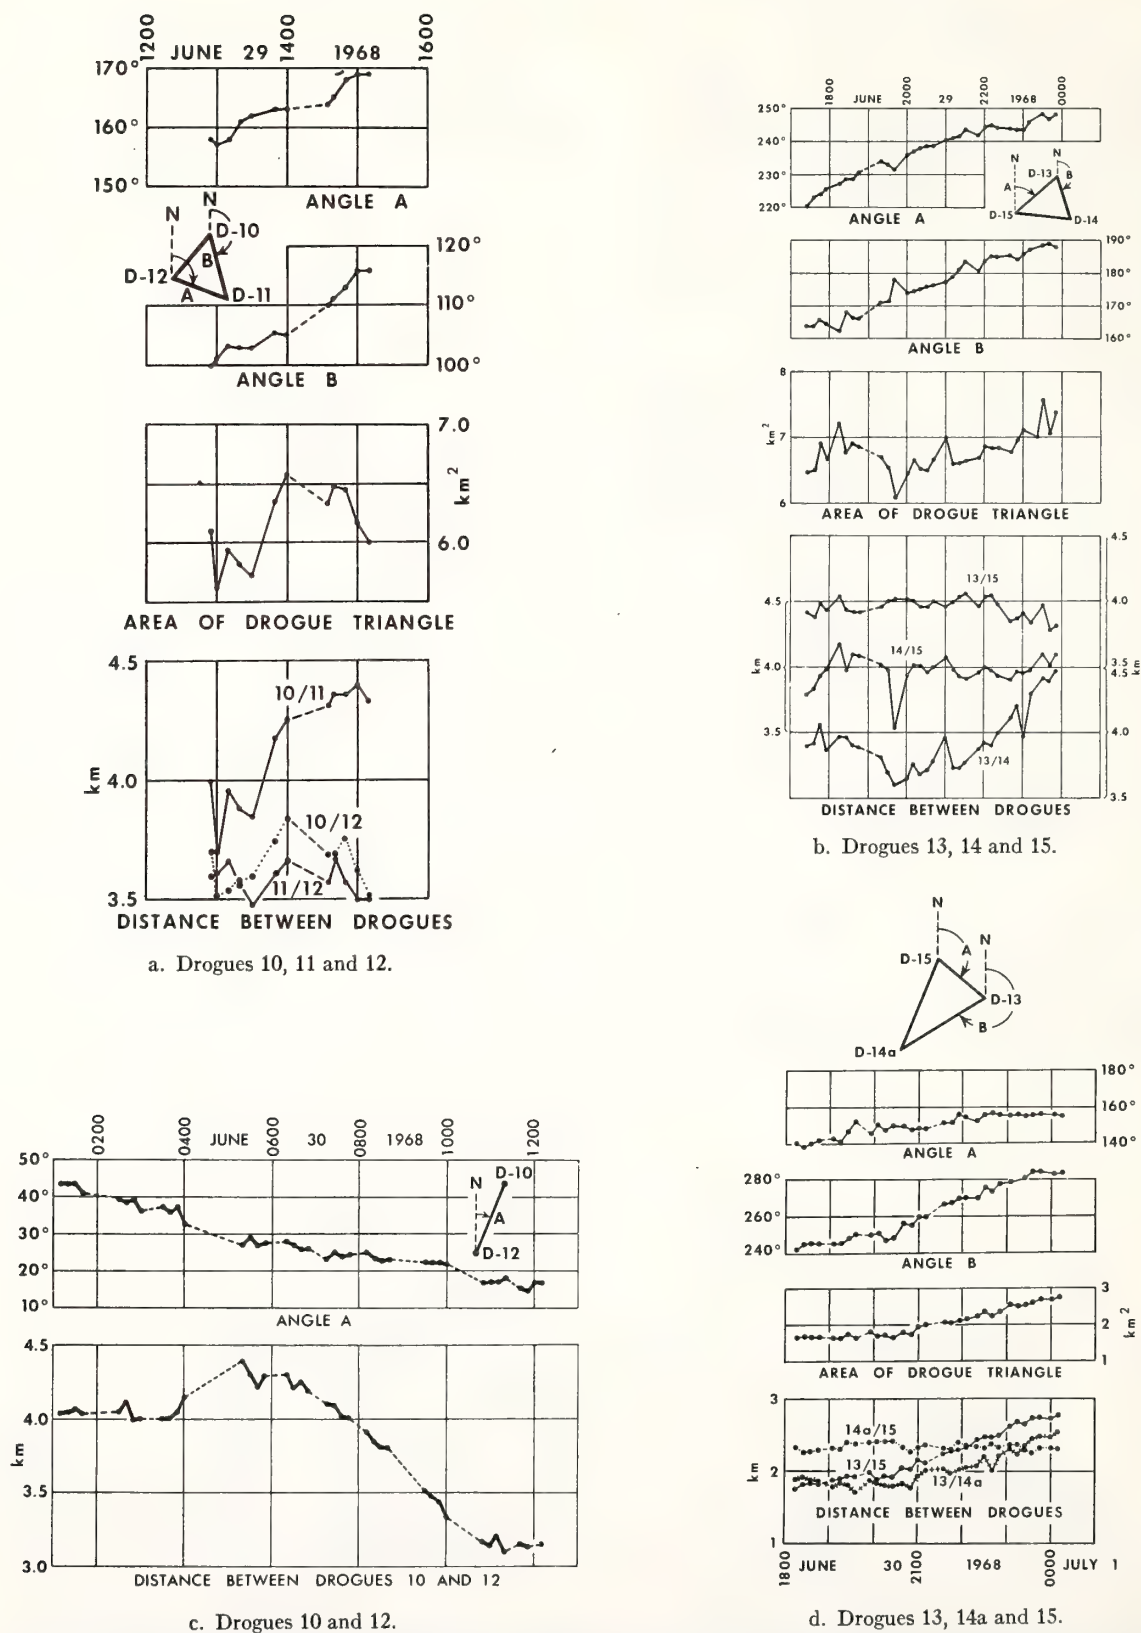 1200
1400
1600
JUNE 29 1968
170°
160°
150°
ANGLE A
N
N
D-10
D-12
B
A
D-11
120°
110°
100°
ANGLE B
7.0
km²
6.0
AREA OF DROGUE TRIANGLE
4.5
10/11
km
4.0
10/12
11/12
3.5
DISTANCE BETWEEN DROGUES
a. Drogues 10, 11 and 12.
1800
2000
2200
0000
JUNE 29 1968
250°
240°
230°
220°
N
N
D-13
A
B
D-15
D-14
ANGLE A
190°
180°
170°
160°
ANGLE B
8
km²
7
6
AREA OF DROGUE TRIANGLE
4.5
13/15
4.5
4.0
14/15
km
4.0
3.5
km
4.5
3.5
4.0
13/14
3.5
DISTANCE BETWEEN DROGUES
b. Drogues 13, 14 and 15.
0200
0400
0600
0800
1000
1200
JUNE 30 1968
50°
40°
30°
20°
10°
D-10
N
A
D-12
ANGLE A
4.5
4.0
km
3.5
3.0
DISTANCE BETWEEN DROGUES 10 AND 12
c. Drogues 10 and 12.
N
N
D-15
A
D-13
B
D-14a
180°
160°
140°
ANGLE A
280°
260°
240°
ANGLE B
3
2
km²
1
AREA OF DROGUE TRIANGLE
3
14a/15
km
2
13/15
13/14a
DISTANCE BETWEEN DROGUES
1
1800
JUNE 30
2100
1968
0000
JULY 1
d. Drogues 13, 14a and 15.